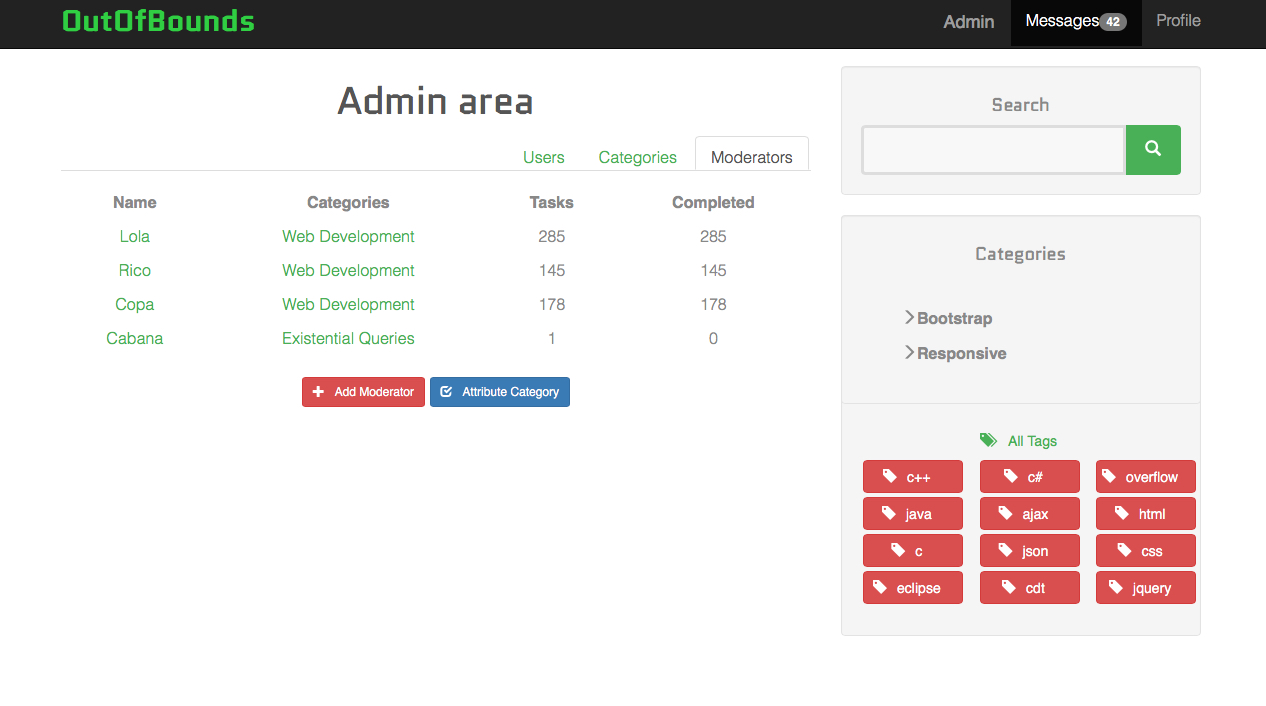 OutOfBounds
Admin Messages 42 Profile
Admin area
Users Categories Moderators
Name Categories Tasks Completed
Lola Web Development 285 285
Rico Web Development 145 145
Copa Web Development 178 178
Cabana Existential Queries 1 0
Add Moderator Attribute Category
Search
Categories
Bootstrap
Responsive
All Tags
c++ c# overflow
java ajax html
c json css
eclipse cdt jquery